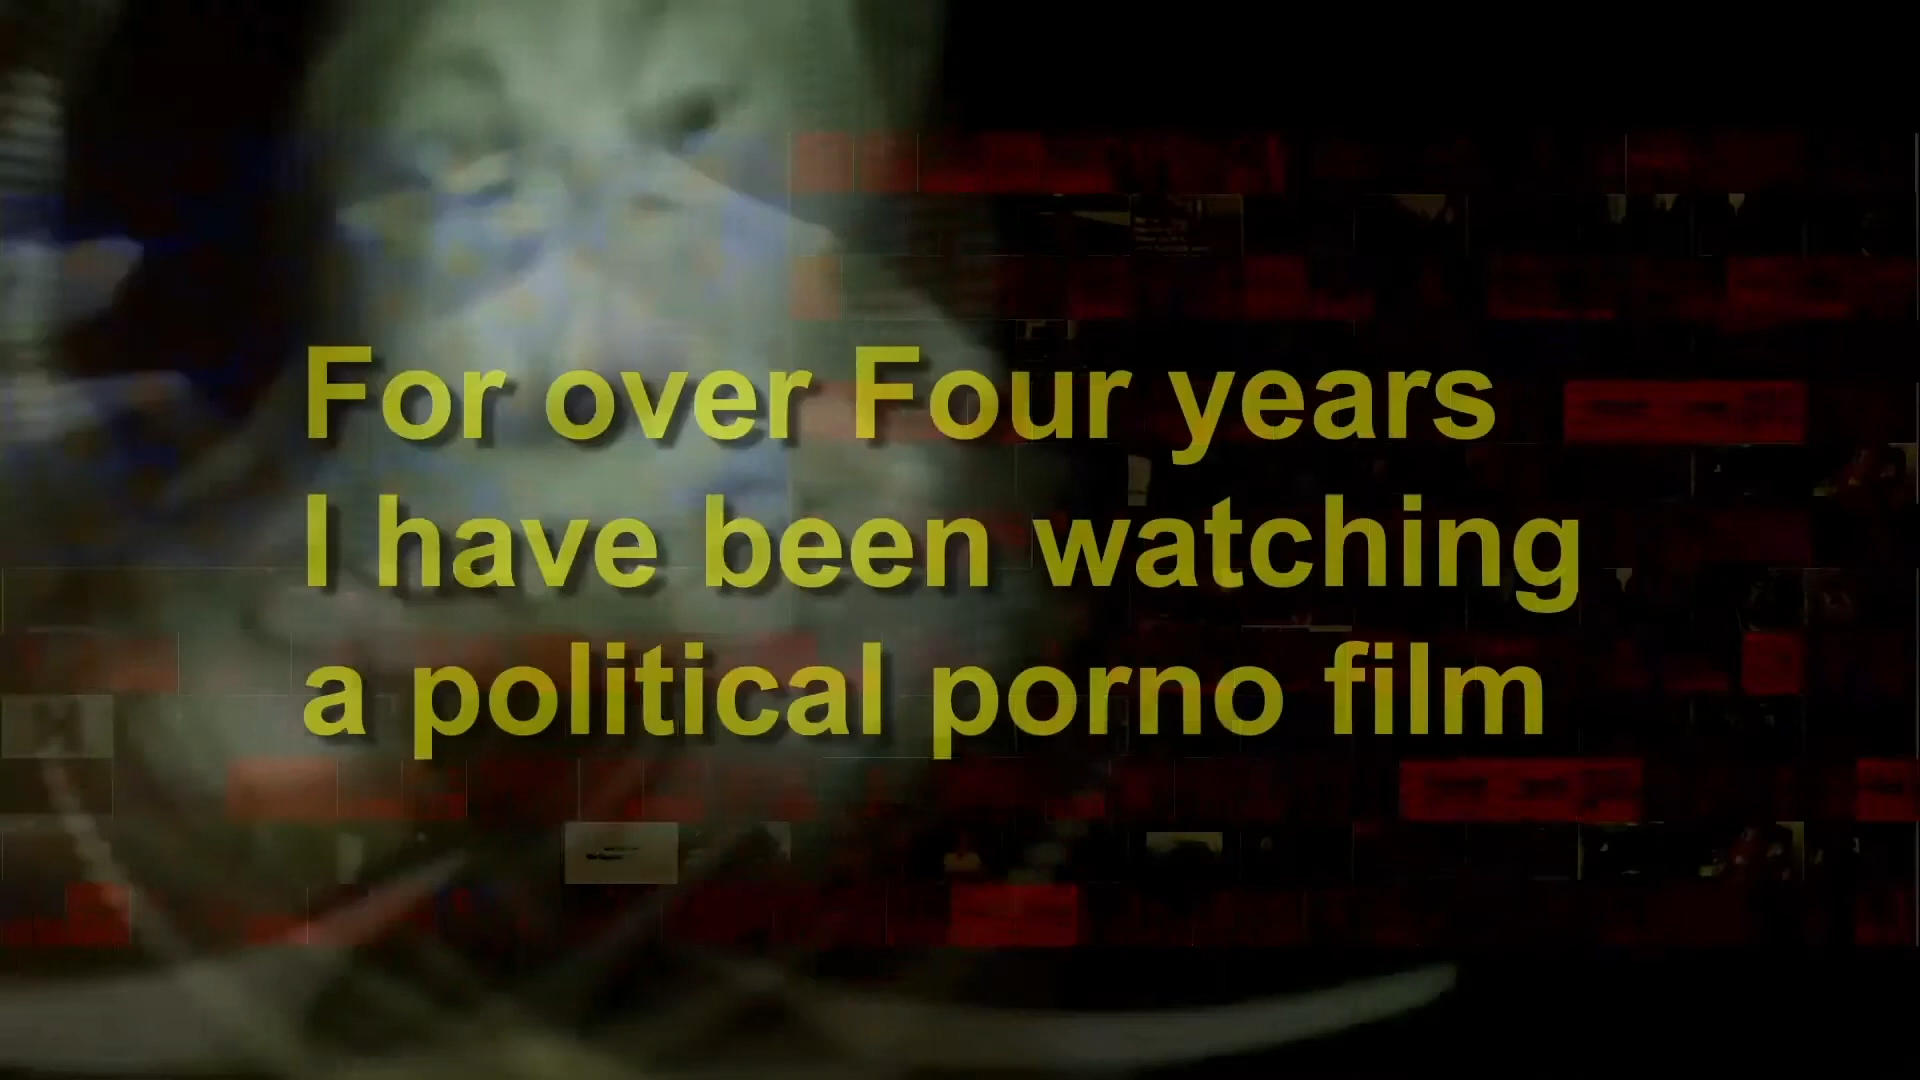 For over Four years
I have been watching
a political porno film